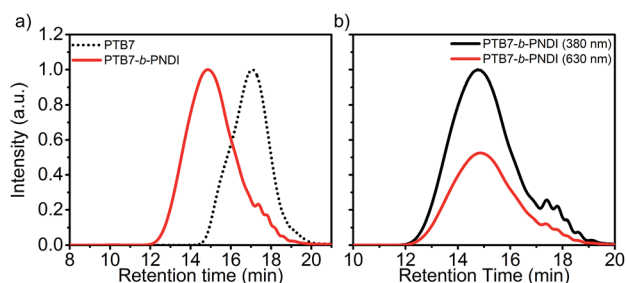 a)
PTB7
PTB7-b-PNDI
Intensity (a.u.)
1.2
1.0
0.8
0.6
0.4
0.2
0.0
8 10 12 14 16 18 20
Retention time (min)
b)
PTB7-b-PNDI (380 nm)
PTB7-b-PNDI (630 nm)
10 12 14 16 18 20
Retention Time (min)